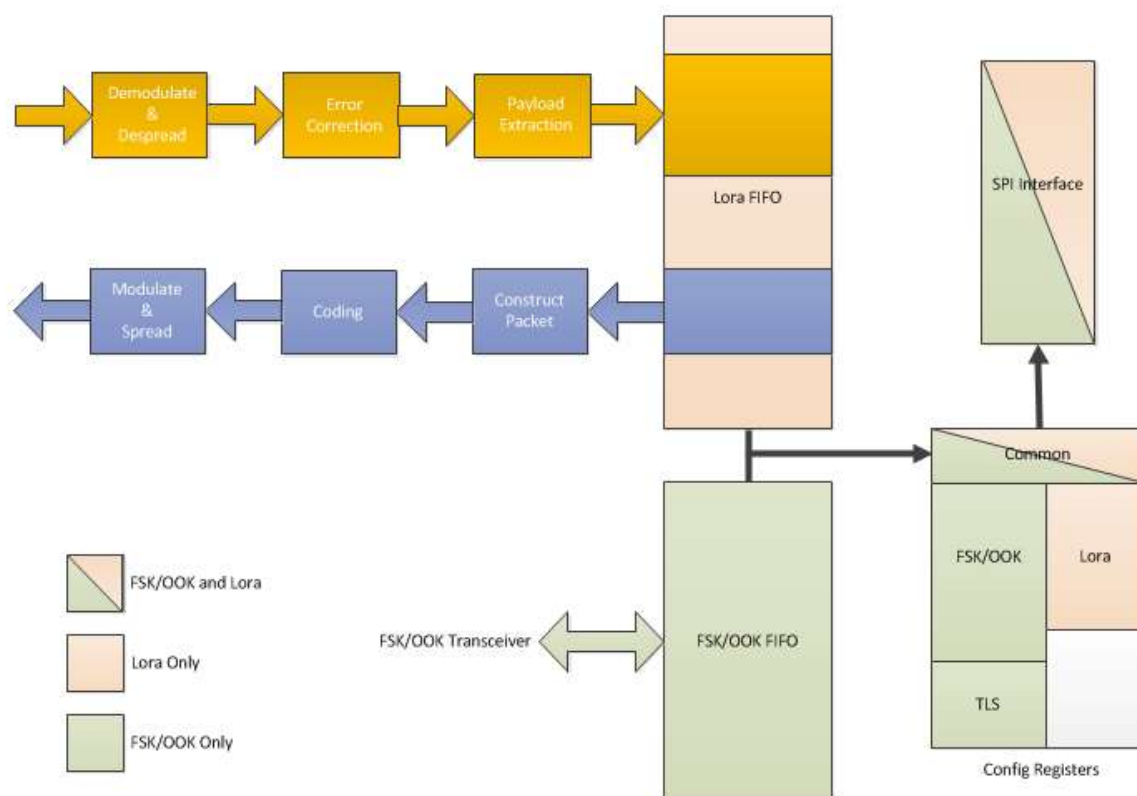 Demodulate
&
Despread
Error
Correction
Payload
Extraction
Lora FIFO
SPI Interface
Modulate
&
Spread
Coding
Construct
Packet
Common
FSK/OOK
Lora
TLS
Config Registers
FSK/OOK Transceiver
FSK/OOK FIFO
FSK/OOK and Lora
Lora Only
FSK/OOK Only